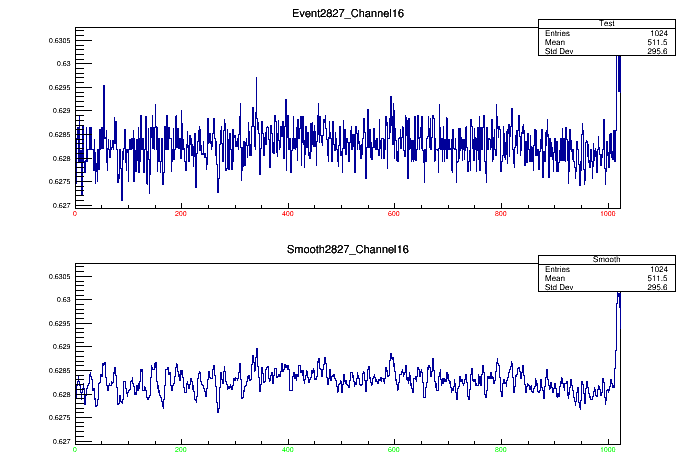 Event2827_Channel16
Test
Entries 1024
Mean 511.5
Std Dev 295.6
0.6305
0.63
0.6295
0.629
0.6285
0.628
0.6275
0.627
0 200 400 600 800 1000
Smooth2827_Channel16
Smooth
Entries 1024
Mean 511.5
Std Dev 295.6
0.6305
0.63
0.6295
0.629
0.6285
0.628
0.6275
0.627
0 200 400 600 800 1000